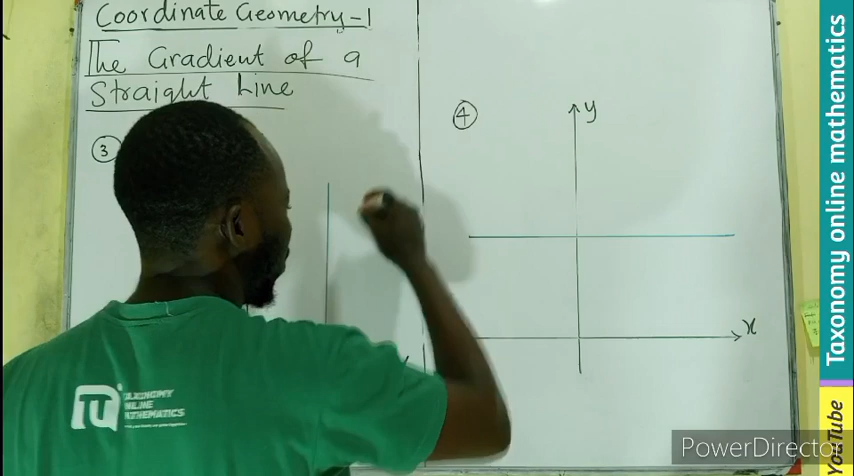 Coordinate Geometry-1
The Gradient of a
Straight Line
③
④
y
x
TAXONOMY
ONLINE
MATHEMATICS
Taxonomy online mathematics
YouTube
PowerDirector